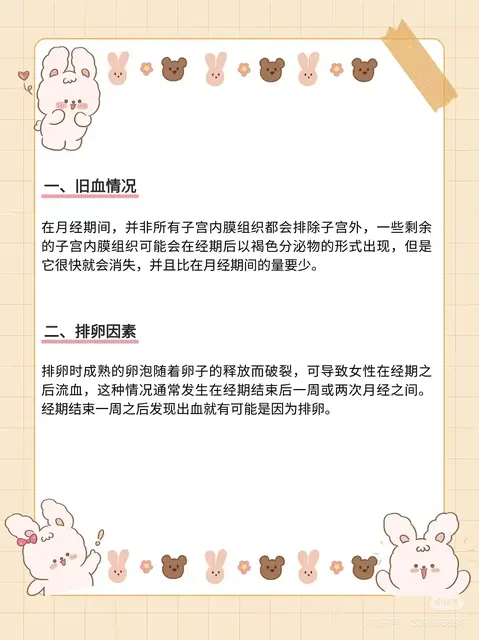 一、旧血情况
在月经期间，并非所有子宫内膜组织都会排除子宫外，一些剩余
的子宫内膜组织可能会在经期后以褐色分泌物的形式出现，但是
它很快就会消失，并且比在月经期间的量要少。
二、排卵因素
排卵时成熟的卵泡随着卵子的释放而破裂，可导致女性在经期之
后流血，这种情况通常发生在经期结束后一周或两次月经之间。
经期结束一周之后发现出血就有可能是因为排卵。